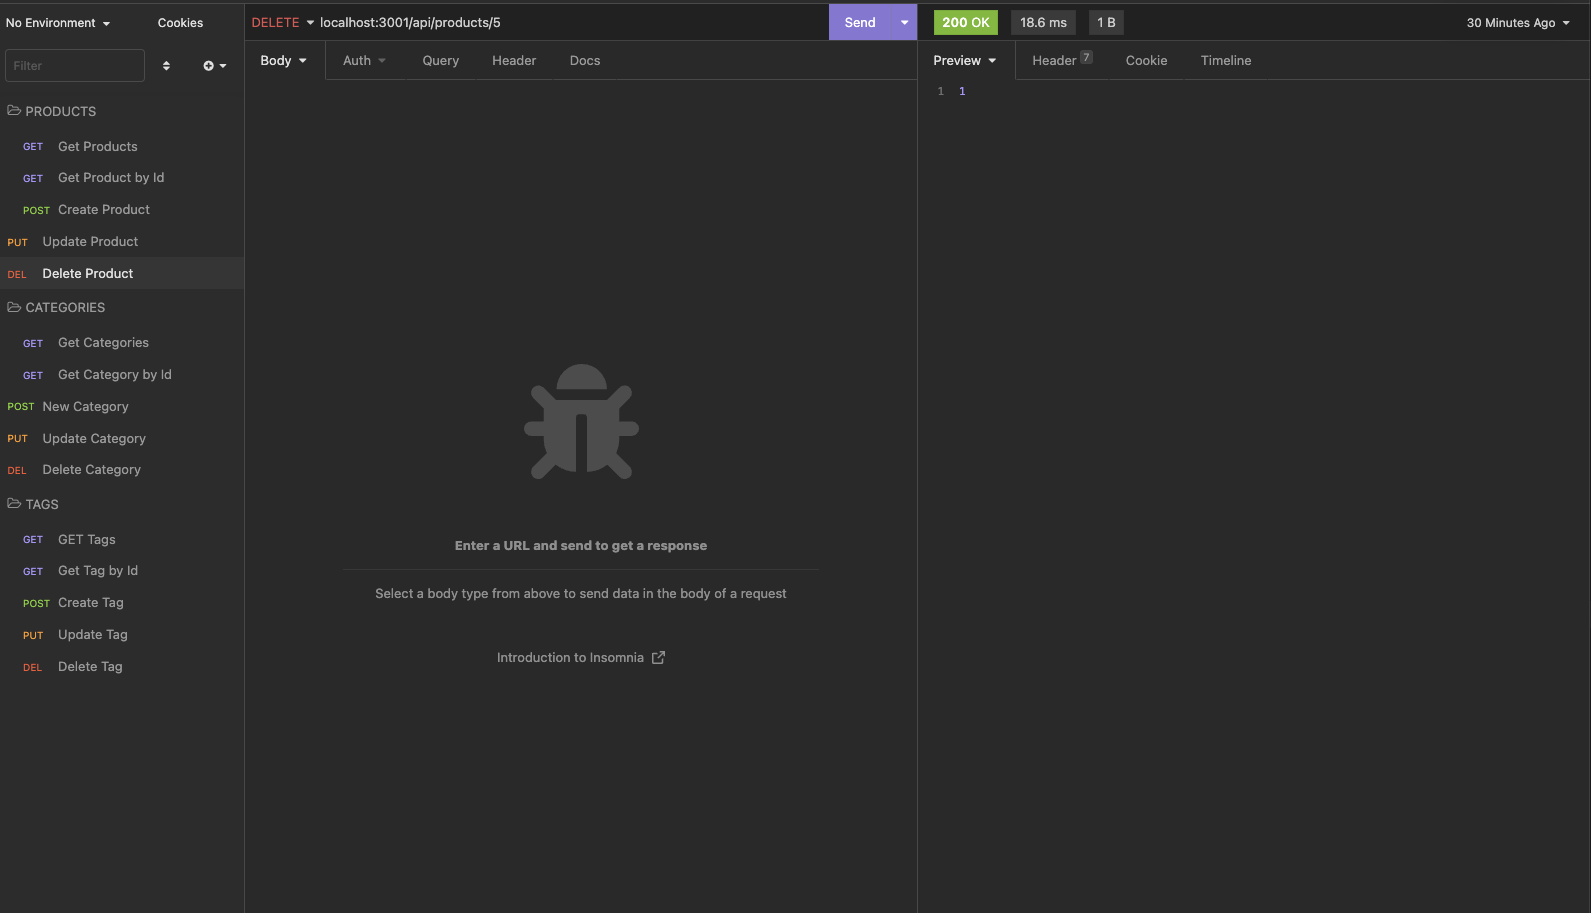 No Environment Cookies
Filter
PRODUCTS
GET Get Products
GET Get Product by Id
POST Create Product
PUT Update Product
DEL Delete Product
CATEGORIES
GET Get Categories
GET Get Category by Id
POST New Category
PUT Update Category
DEL Delete Category
TAGS
GET GET Tags
GET Get Tag by Id
POST Create Tag
PUT Update Tag
DEL Delete Tag
DELETE localhost:3001/api/products/5 Send
Body Auth Query Header Docs
Enter a URL and send to get a response
Select a body type from above to send data in the body of a request
Introduction to Insomnia
200 OK 18.6 ms 1 B 30 Minutes Ago
Preview Header 7 Cookie Timeline
1 1